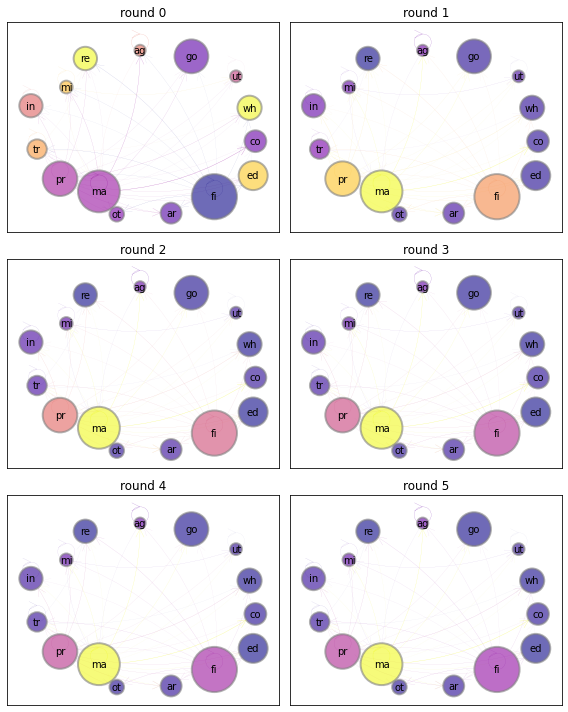 round 0
ag
go
re
ut
mi
in
wh
co
tr
pr
ed
ma
fi
ot
ar
round 1
ag
go
re
ut
mi
in
wh
co
tr
pr
ed
ma
fi
ot
ar
round 2
ag
go
re
ut
mi
in
wh
co
tr
pr
ed
ma
fi
ot
ar
round 3
ag
go
re
ut
mi
in
wh
co
tr
pr
ed
ma
fi
ot
ar
round 4
ag
go
re
ut
mi
in
wh
co
tr
pr
ed
ma
fi
ot
ar
round 5
ag
go
re
ut
mi
in
wh
co
tr
pr
ed
ma
fi
ot
ar